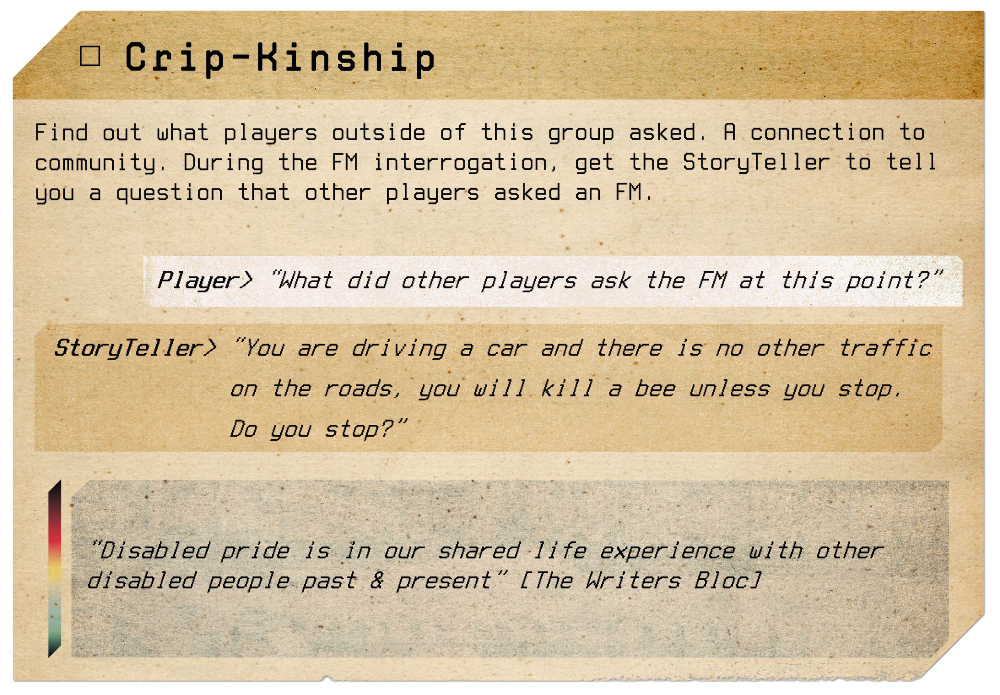 □ Crip-Kinship
Find out what players outside of this group asked. A connection to
community. During the FM interrogation, get the StoryTeller to tell
you a question that other players asked an FM.
Player> "What did other players ask the FM at this point?"
StoryTeller> "You are driving a car and there is no other traffic
on the roads, you will kill a bee unless you stop.
Do you stop?"
"Disabled pride is in our shared life experience with other
disabled people past & present" [The Writers Bloc]